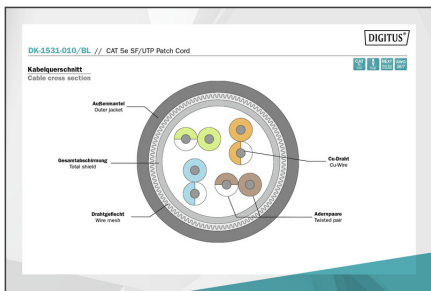 DIGITUS®
DK-1531-010/BL // CAT 5e SF/UTP Patch Cord
Kabelquerschnitt
Cable cross section
Außenmantel
Outer jacket
Gesamtabschirmung
Total shield
Cu-Draht
Cu-Wire
Drahtgeflecht
Wire mesh
Adernpaare
Twisted pair